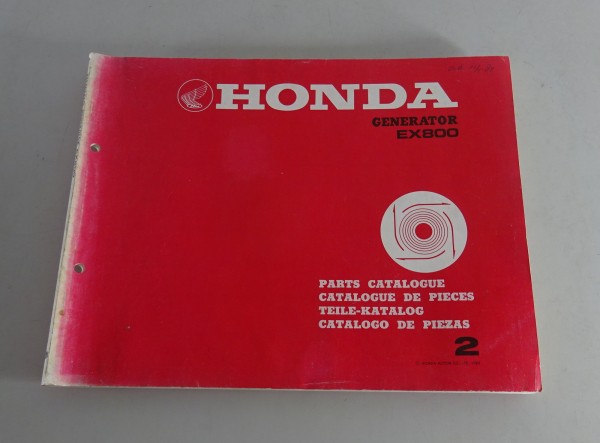 HONDA
GENERATOR
EX800
PARTS CATALOGUE
CATALOGUE DE PIECES
TEILE-KATALOG
CATALOGO DE PIEZAS
2